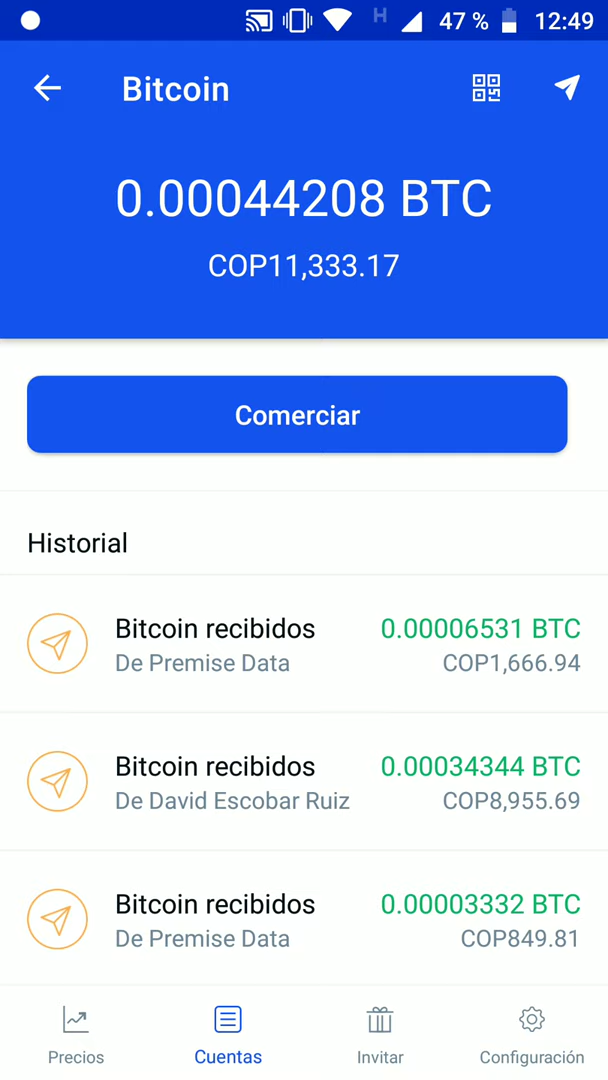 H 47 % 12:49
Bitcoin
0.00044208 BTC
COP11,333.17
Comerciar
Historial
Bitcoin recibidos 0.00006531 BTC
De Premise Data COP1,666.94
Bitcoin recibidos 0.00034344 BTC
De David Escobar Ruiz COP8,955.69
Bitcoin recibidos 0.00003332 BTC
De Premise Data COP849.81
Precios Cuentas Invitar Configuración